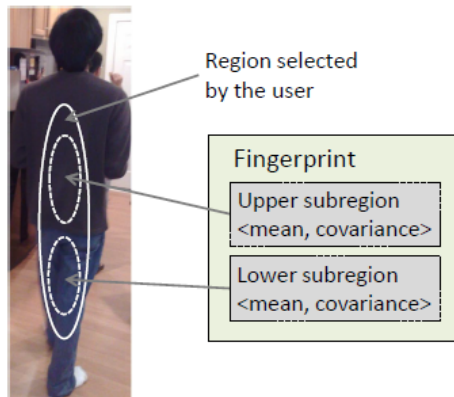 Region selected
by the user
Fingerprint
Upper subregion
<mean, covariance>
Lower subregion
<mean, covariance>